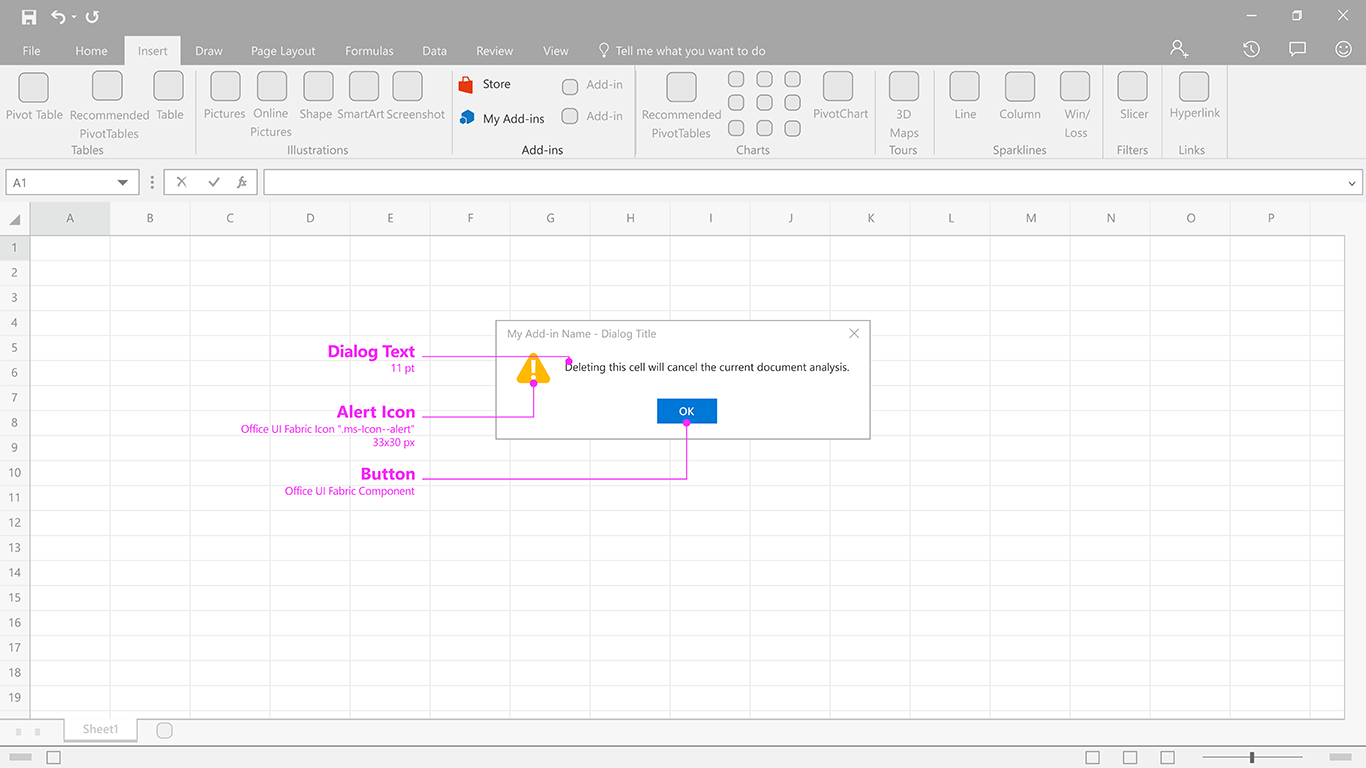 File Home Insert Draw Page Layout Formulas Data Review View Tell me what you want to do
Store Add-in
Pivot Table Recommended Table Pictures Online Shape SmartArt Screenshot My Add-ins Add-in Recommended PivotChart 3D Line Column Win/ Slicer Hyperlink
PivotTables Pictures PivotTables Maps Loss
Tables Illustrations Add-ins Charts Tours Sparklines Filters Links
A1 fx
A B C D E F G H I J K L M N O P
1
2
3
4
My Add-in Name - Dialog Title
5
Dialog Text
11 pt
Deleting this cell will cancel the current document analysis.
6
7
8
Alert Icon
OK
Office UI Fabric Icon ".ms-Icon--alert"
33x30 px
9
10
Button
Office UI Fabric Component
11
12
13
14
15
16
17
18
19
Sheet1